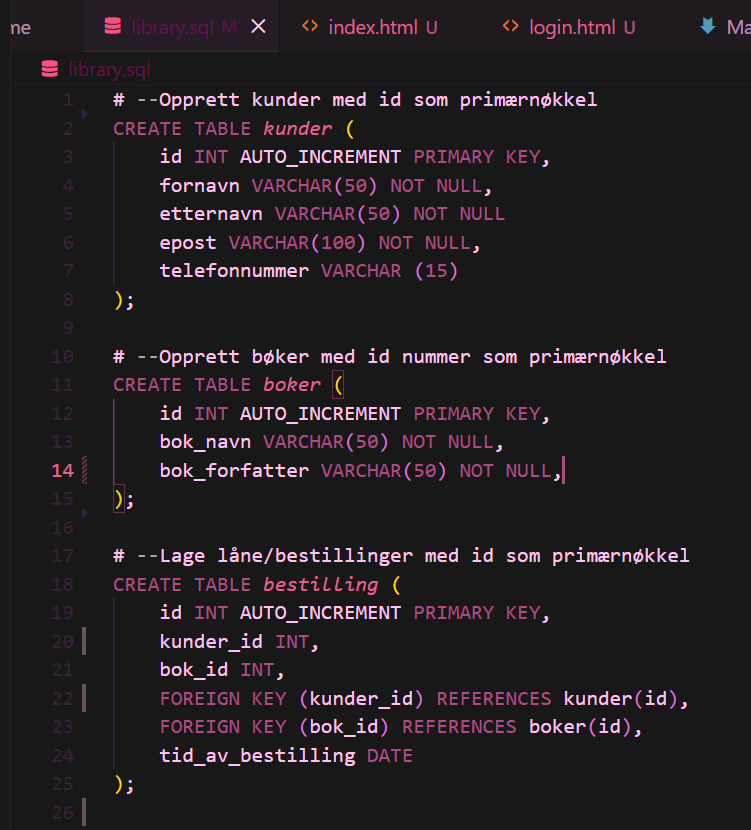 me library.sql M index.html U login.html U Ma
library.sql
1 # --Opprett kunder med id som primærnøkkel
2 CREATE TABLE kunder (
3 id INT AUTO_INCREMENT PRIMARY KEY,
4 fornavn VARCHAR(50) NOT NULL,
5 etternavn VARCHAR(50) NOT NULL
6 epost VARCHAR(100) NOT NULL,
7 telefonnummer VARCHAR (15)
8 );
9
10 # --Opprett bøker med id nummer som primærnøkkel
11 CREATE TABLE boker (
12 id INT AUTO_INCREMENT PRIMARY KEY,
13 bok_navn VARCHAR(50) NOT NULL,
14 bok_forfatter VARCHAR(50) NOT NULL,
15 );
16
17 # --Lage låne/bestillinger med id som primærnøkkel
18 CREATE TABLE bestilling (
19 id INT AUTO_INCREMENT PRIMARY KEY,
20 kunder_id INT,
21 bok_id INT,
22 FOREIGN KEY (kunder_id) REFERENCES kunder(id),
23 FOREIGN KEY (bok_id) REFERENCES boker(id),
24 tid_av_bestilling DATE
25 );
26